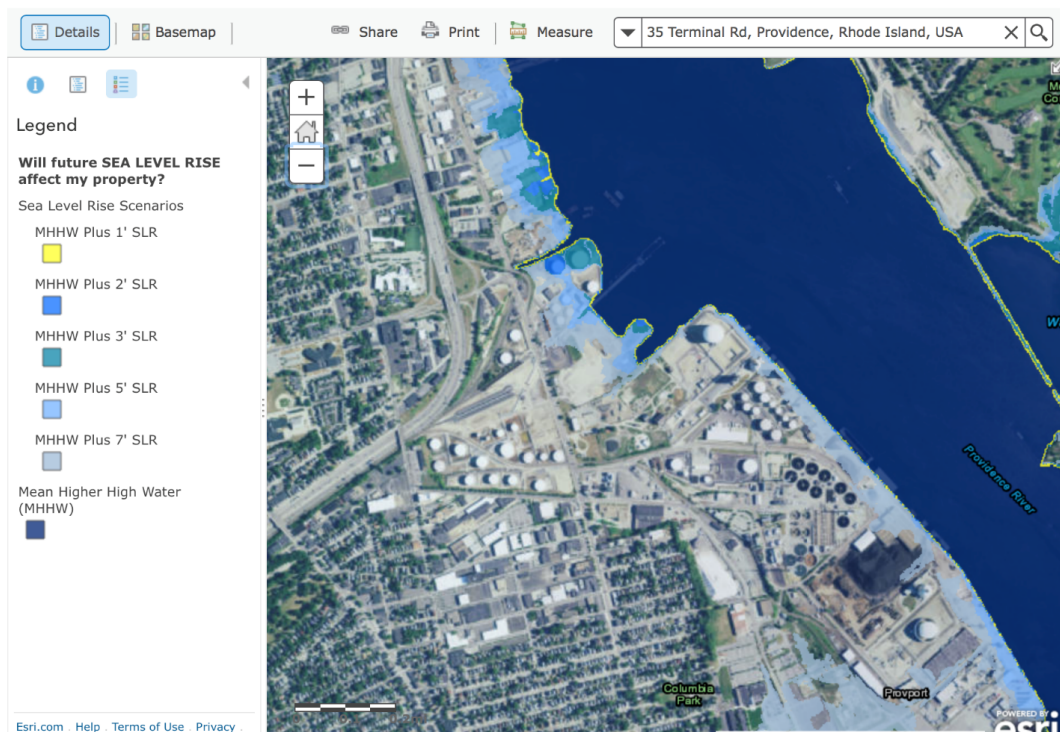 Details
Basemap
Share
Print
Measure
35 Terminal Rd, Providence, Rhode Island, USA
Legend
Will future SEA LEVEL RISE
affect my property?
Sea Level Rise Scenarios
MHHW Plus 1' SLR
MHHW Plus 2' SLR
MHHW Plus 3' SLR
MHHW Plus 5' SLR
MHHW Plus 7' SLR
Mean Higher High Water
(MHHW)
Esri.com . Help . Terms of Use . Privacy .
Providence River
Columbia
Park
Provport
POWERED BY
esri